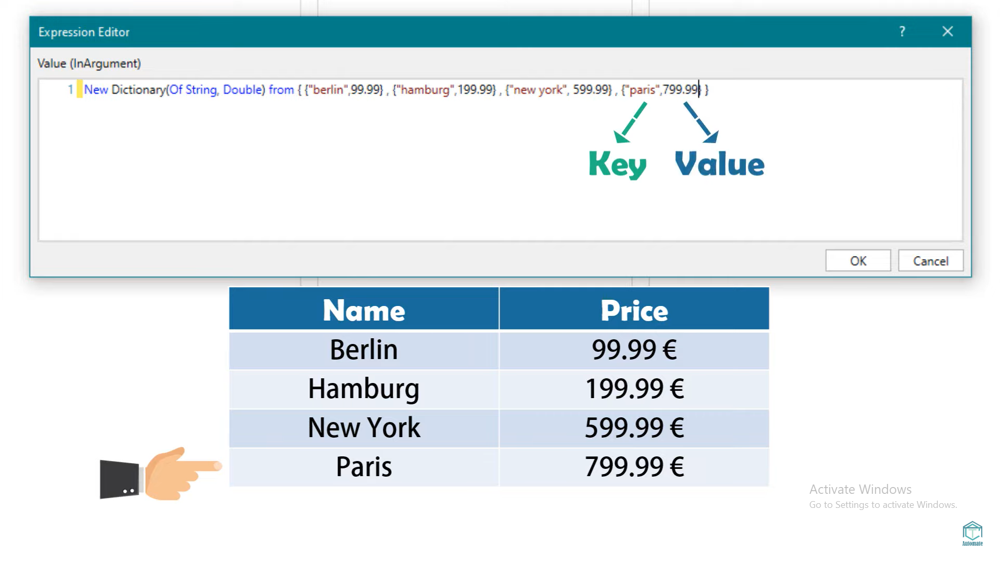 Expression Editor
?
Value (InArgument)
1 New Dictionary(Of String, Double) from { {"berlin",99.99} , {"hamburg",199.99} , {"new york", 599.99} , {"paris",799.99} }
Key Value
OK Cancel
Name Price
Berlin 99.99 €
Hamburg 199.99 €
New York 599.99 €
Paris 799.99 €
Activate Windows
Go to Settings to activate Windows.
T
Automate